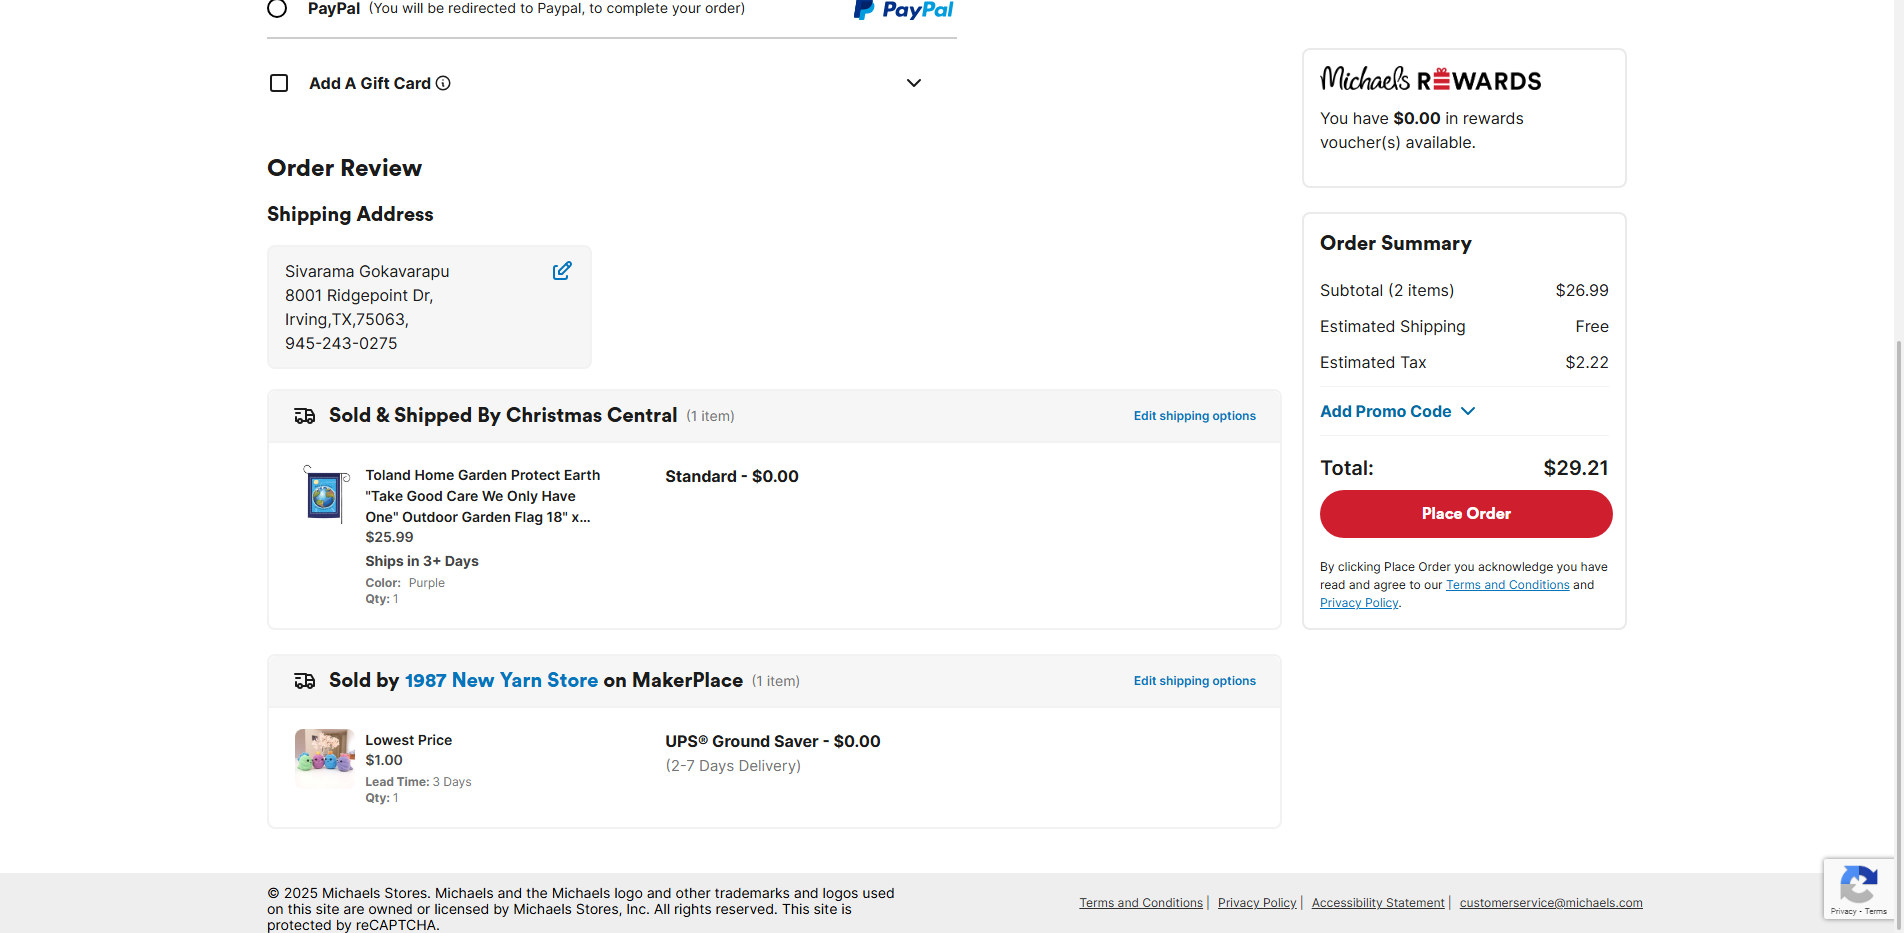 PayPal (You will be redirected to Paypal, to complete your order) PayPal
Add A Gift Card
Order Review
Shipping Address
Sivarama Gokavarapu
8001 Ridgepoint Dr,
Irving,TX,75063,
945-243-0275
Sold & Shipped By Christmas Central (1 item) Edit shipping options
Toland Home Garden Protect Earth
"Take Good Care We Only Have
One" Outdoor Garden Flag 18" x...
$25.99
Ships in 3+ Days
Color: Purple
Qty: 1
Standard - $0.00
Sold by 1987 New Yarn Store on MakerPlace (1 item) Edit shipping options
Lowest Price
$1.00
Lead Time: 3 Days
Qty: 1
UPS® Ground Saver - $0.00
(2-7 Days Delivery)
Michaels REWARDS
You have $0.00 in rewards
voucher(s) available.
Order Summary
Subtotal (2 items) $26.99
Estimated Shipping Free
Estimated Tax $2.22
Add Promo Code
Total: $29.21
Place Order
By clicking Place Order you acknowledge you have
read and agree to our Terms and Conditions and
Privacy Policy.
© 2025 Michaels Stores. Michaels and the Michaels logo and other trademarks and logos used
on this site are owned or licensed by Michaels Stores, Inc. All rights reserved. This site is
protected by reCAPTCHA.
Terms and Conditions | Privacy Policy | Accessibility Statement | customerservice@michaels.com
Privacy - Terms